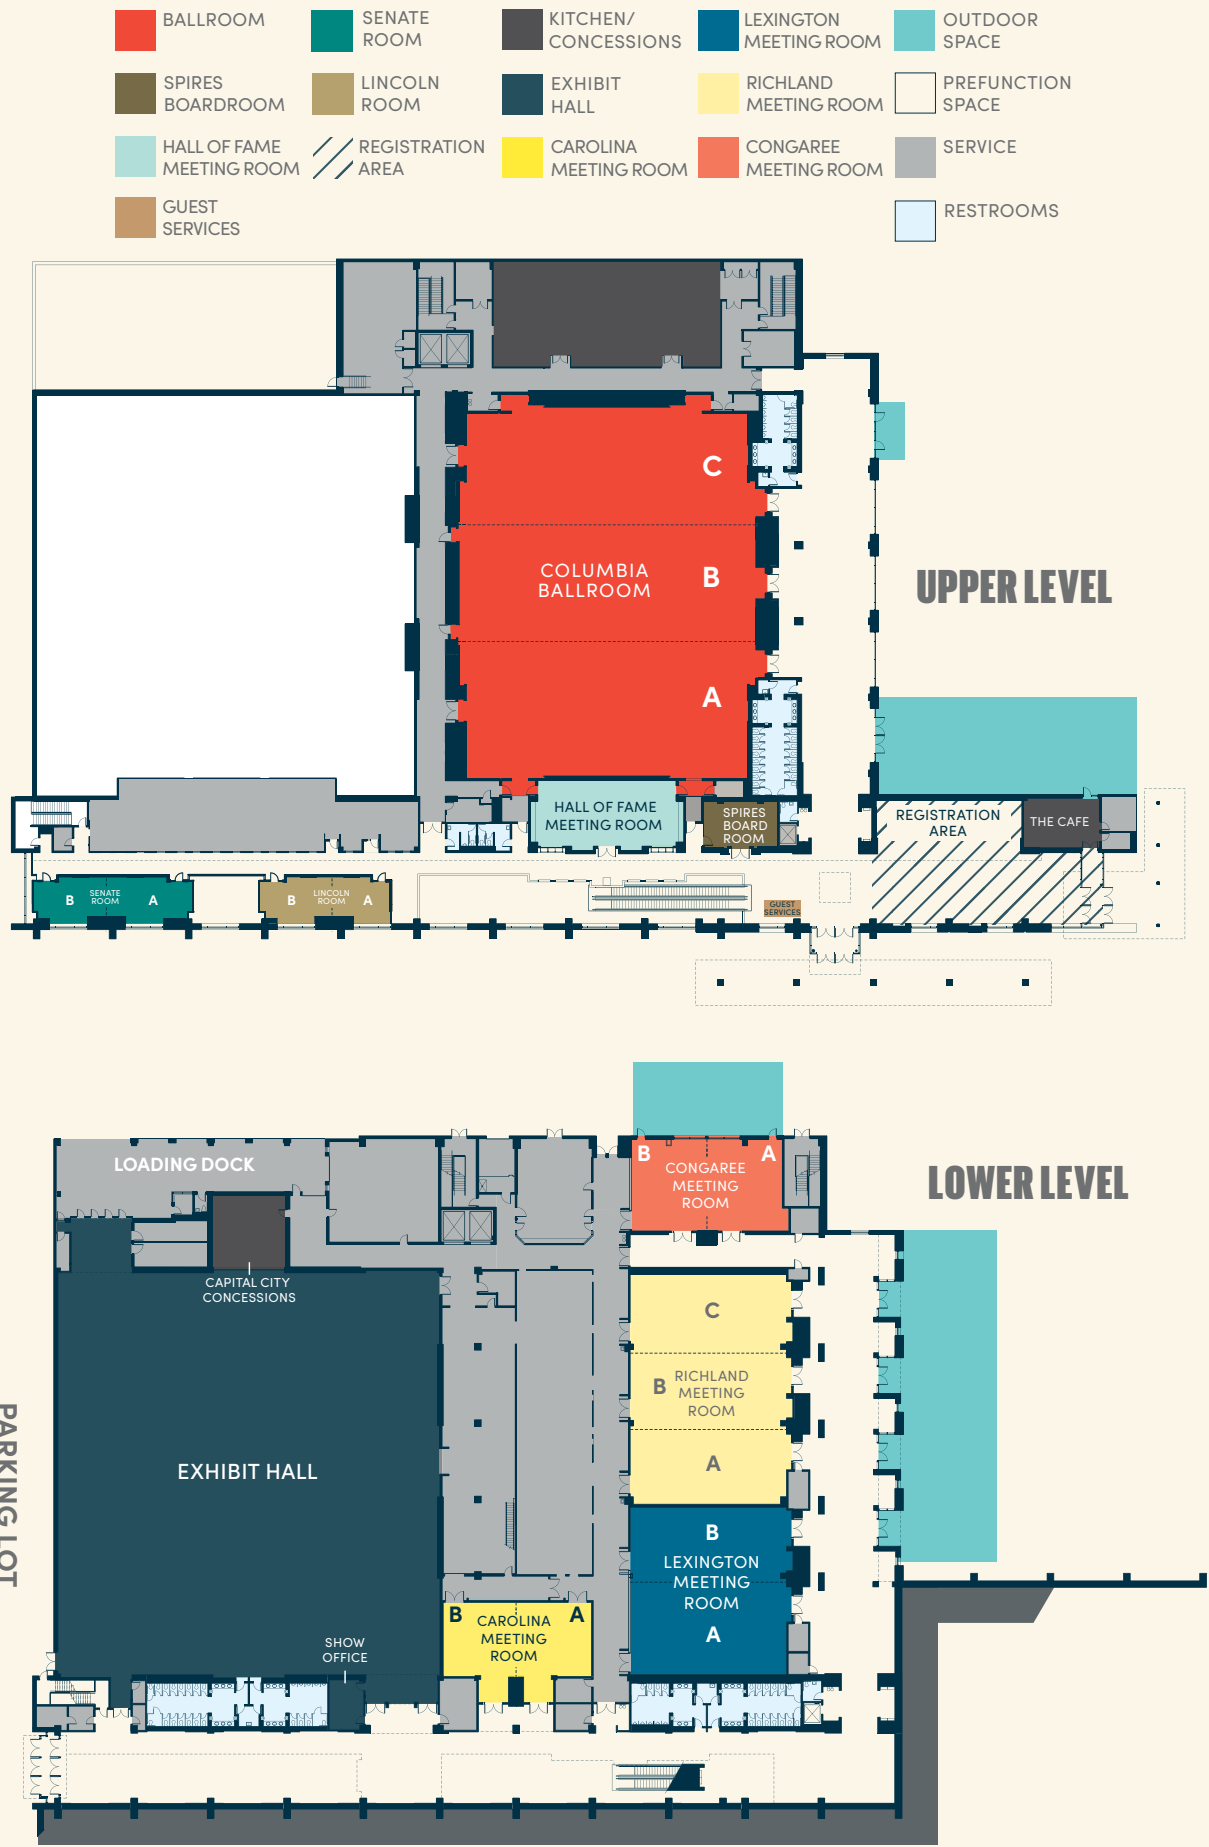 BALLROOM
SENATE
ROOM
KITCHEN/
CONCESSIONS
LEXINGTON
MEETING ROOM
OUTDOOR
SPACE
SPIRES
BOARDROOM
LINCOLN
ROOM
EXHIBIT
HALL
RICHLAND
MEETING ROOM
PREFUNCTION
SPACE
HALL OF FAME
MEETING ROOM
REGISTRATION
AREA
CAROLINA
MEETING ROOM
CONGAREE
MEETING ROOM
SERVICE
GUEST
SERVICES
RESTROOMS
C
COLUMBIA
BALLROOM
B
A
UPPER LEVEL
HALL OF FAME
MEETING ROOM
SPIRES
BOARD
ROOM
REGISTRATION
AREA
THE CAFE
B
SENATE
ROOM
A
B
LINCOLN
ROOM
A
GUEST
SERVICES
LOADING DOCK
B
A
CONGAREE
MEETING
ROOM
LOWER LEVEL
CAPITAL CITY
CONCESSIONS
C
B
RICHLAND
MEETING
ROOM
A
PARKING LOT
EXHIBIT HALL
B
LEXINGTON
MEETING
ROOM
A
B
A
CAROLINA
MEETING
ROOM
SHOW
OFFICE